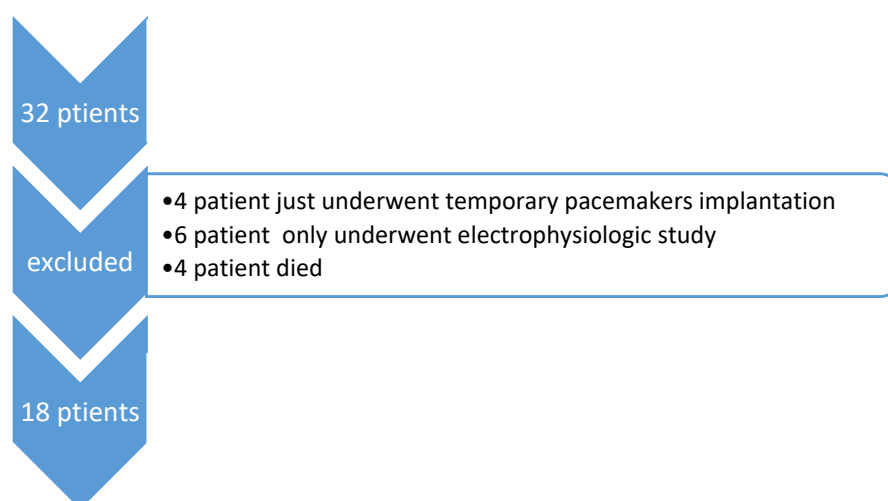 32 ptients
•4 patient just underwent temporary pacemakers implantation
•6 patient only underwent electrophysiologic study
excluded
•4 patient died
18 ptients